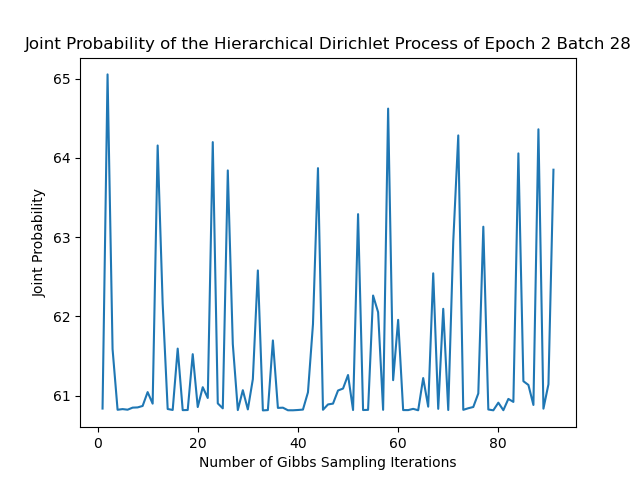 Joint Probability of the Hierarchical Dirichlet Process of Epoch 2 Batch 28
65
64
63
62
61
Joint Probability
0 20 40 60 80
Number of Gibbs Sampling Iterations